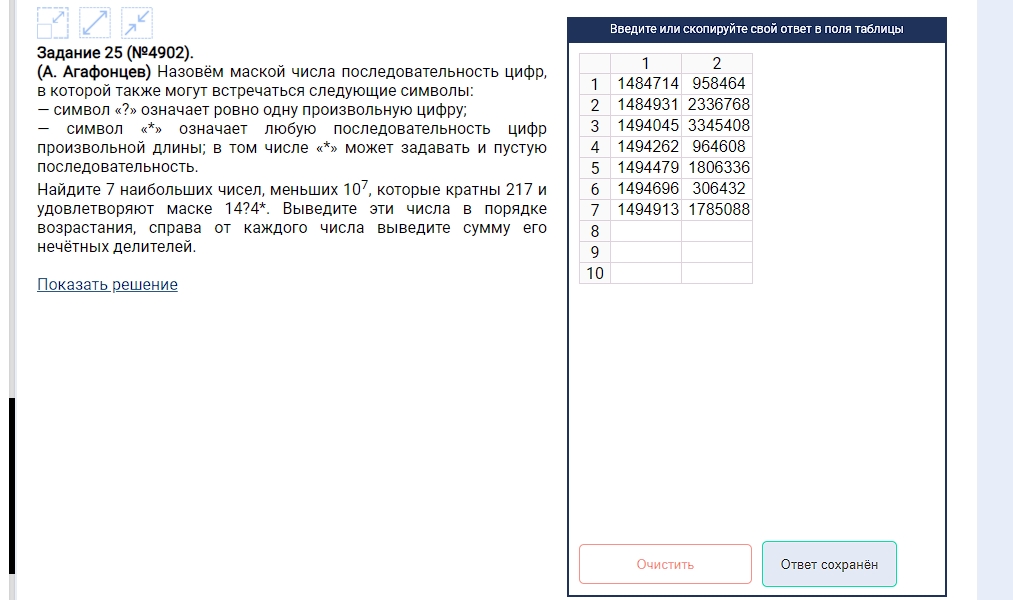 Задание 25 (№4902).
(А. Агафонцев) Назовём маской числа последовательность цифр,
в которой также могут встречаться следующие символы:
— символ «?» означает ровно одну произвольную цифру;
— символ «*» означает любую последовательность цифр
произвольной длины; в том числе «*» может задавать и пустую
последовательность.
Найдите 7 наибольших чисел, меньших 10⁷, которые кратны 217 и
удовлетворяют маске 14?4*. Выведите эти числа в порядке
возрастания, справа от каждого числа выведите сумму его
нечётных делителей.
Показать решение
Введите или скопируйте свой ответ в поля таблицы
1 2
1 1484714 958464
2 1484931 2336768
3 1494045 3345408
4 1494262 964608
5 1494479 1806336
6 1494696 306432
7 1494913 1785088
8
9
10
Очистить
Ответ сохранён